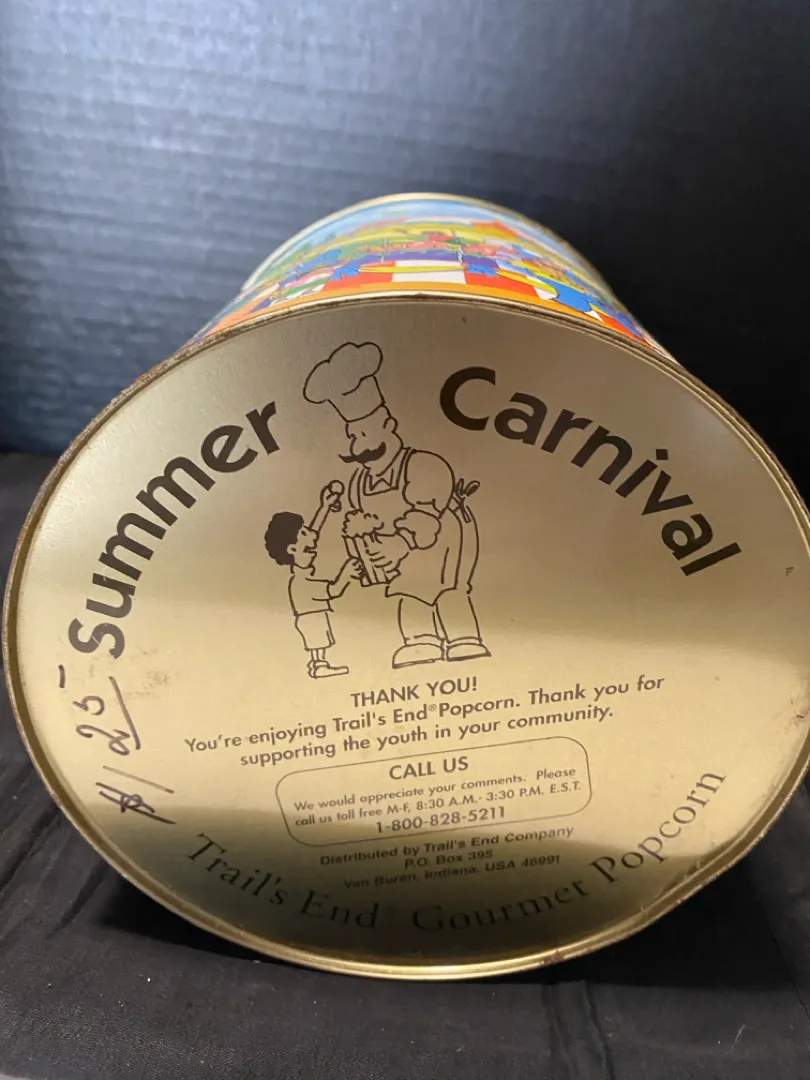 Summer Carnival
$1.25
THANK YOU!
You're enjoying Trail's End® Popcorn. Thank you for
supporting the youth in your community.
CALL US
We would appreciate your comments. Please
call us toll free M-F, 8:30 A.M.- 3:30 P.M. E.S.T.
1-800-828-5211
Distributed by Trail's End Company
P.O. Box 395
Van Buren, Indiana, USA 46991
Trail's End® Gourmet Popcorn